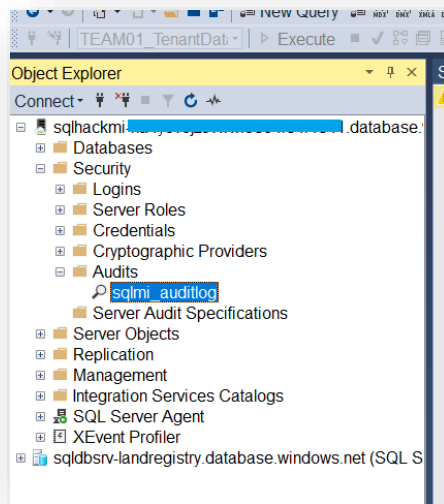 New Query
TEAM01_TenantDat
Execute
Object Explorer
Connect
sqlhackmi- .database.
Databases
Security
Logins
Server Roles
Credentials
Cryptographic Providers
Audits
sqlmi_auditlog
Server Audit Specifications
Server Objects
Replication
Management
Integration Services Catalogs
SQL Server Agent
XEvent Profiler
sqldbsrv-landregistry.database.windows.net (SQL S